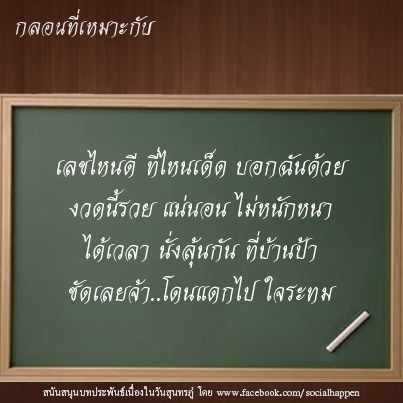 กลอนที่เหมาะกับ
เลขไหนดี ที่ไหนเด็ด บอกฉันด้วย
งวดนี้รวย แน่นอน ไม่หนักหนา
ได้เวลา นั่งลุ้นกัน ที่บ้านป้า
ชัดเลยจ้า..โดนแดกไป ใจระทม
สนับสนุนบทประพันธ์เนื่องในวันสุนทรภู่ โดย www.facebook.com/socialhappen